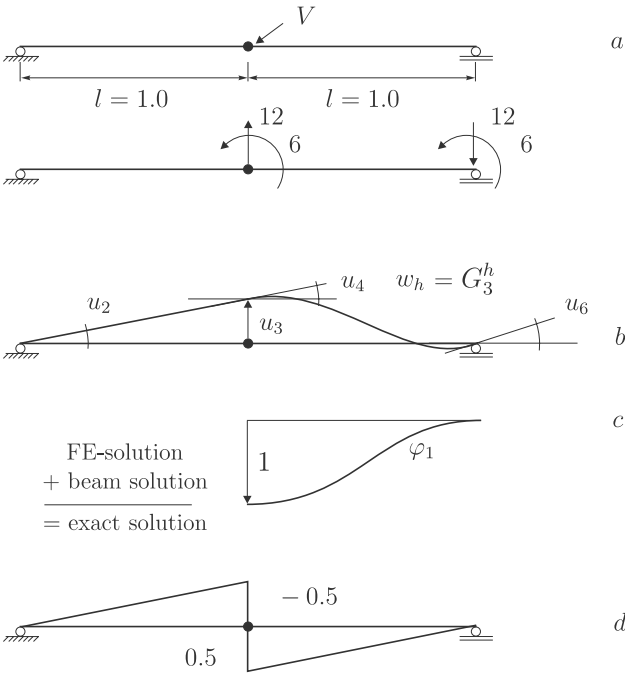 V
a
l = 1.0
l = 1.0
12
6
12
6
u₂
u₃
u₄
w_h = G₃ʰ
u₆
b
c
FE-solution
+ beam solution
= exact solution
1
φ₁
− 0.5
0.5
d